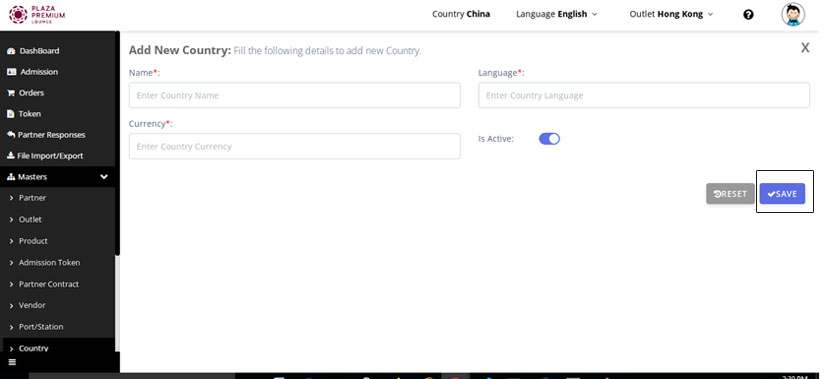 PLAZA
PREMIUM
LOUNGE
Country China
Language English
Outlet Hong Kong
DashBoard
Admission
Orders
Token
Partner Responses
File Import/Export
Masters
Partner
Outlet
Product
Admission Token
Partner Contract
Vendor
Port/Station
Country
Add New Country: Fill the following details to add new Country.
X
Name*:
Language*:
Enter Country Name
Enter Country Language
Currency*:
Is Active:
Enter Country Currency
RESET
SAVE